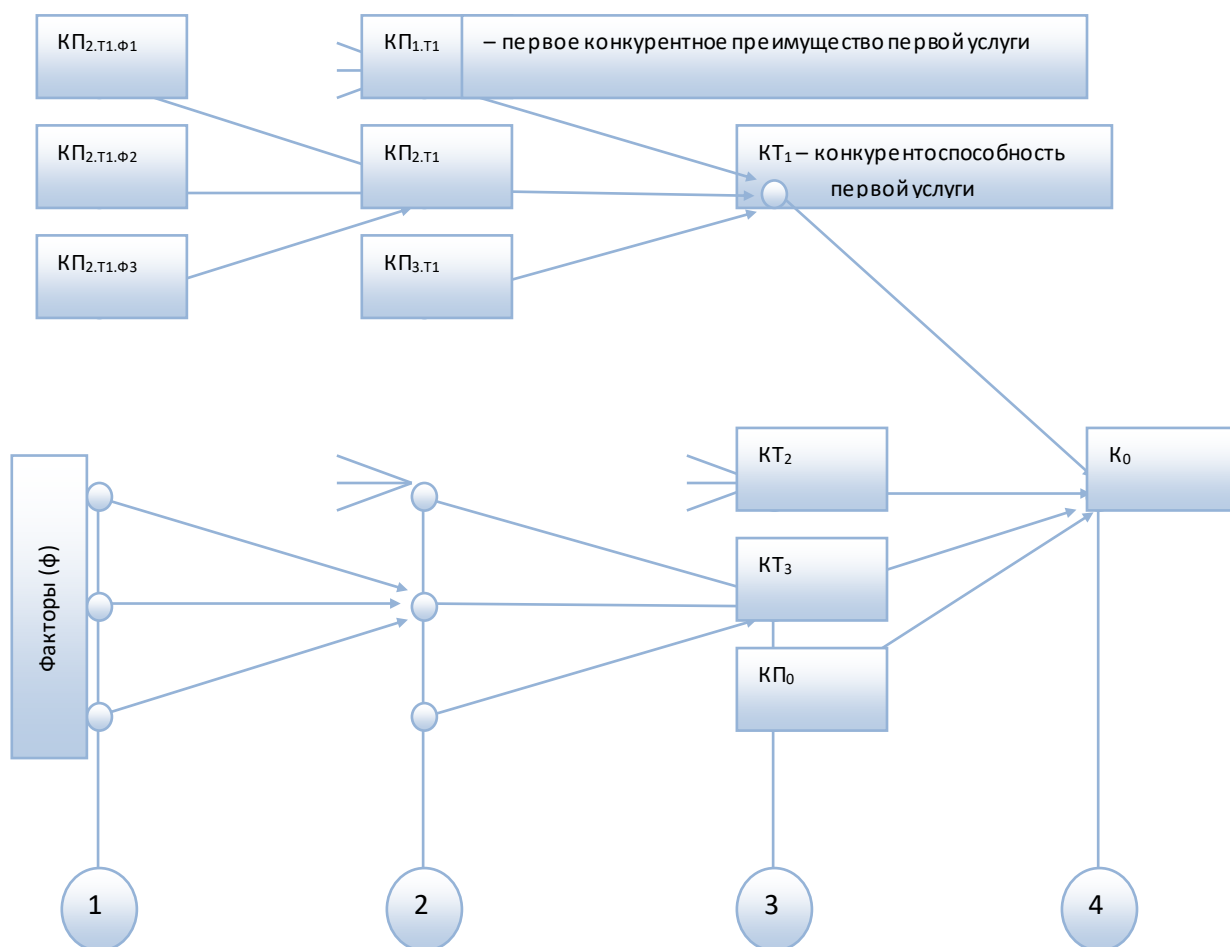 КП2.Т1.Ф1
КП1.Т1
– первое конкурентное преимущество первой услуги
КП2.Т1.Ф2
КП2.Т1
КТ1 – конкурентоспособность
первой услуги
КП2.Т1.Ф3
КП3.Т1
КТ2
К0
Факторы (ф)
КТ3
КП0
1
2
3
4